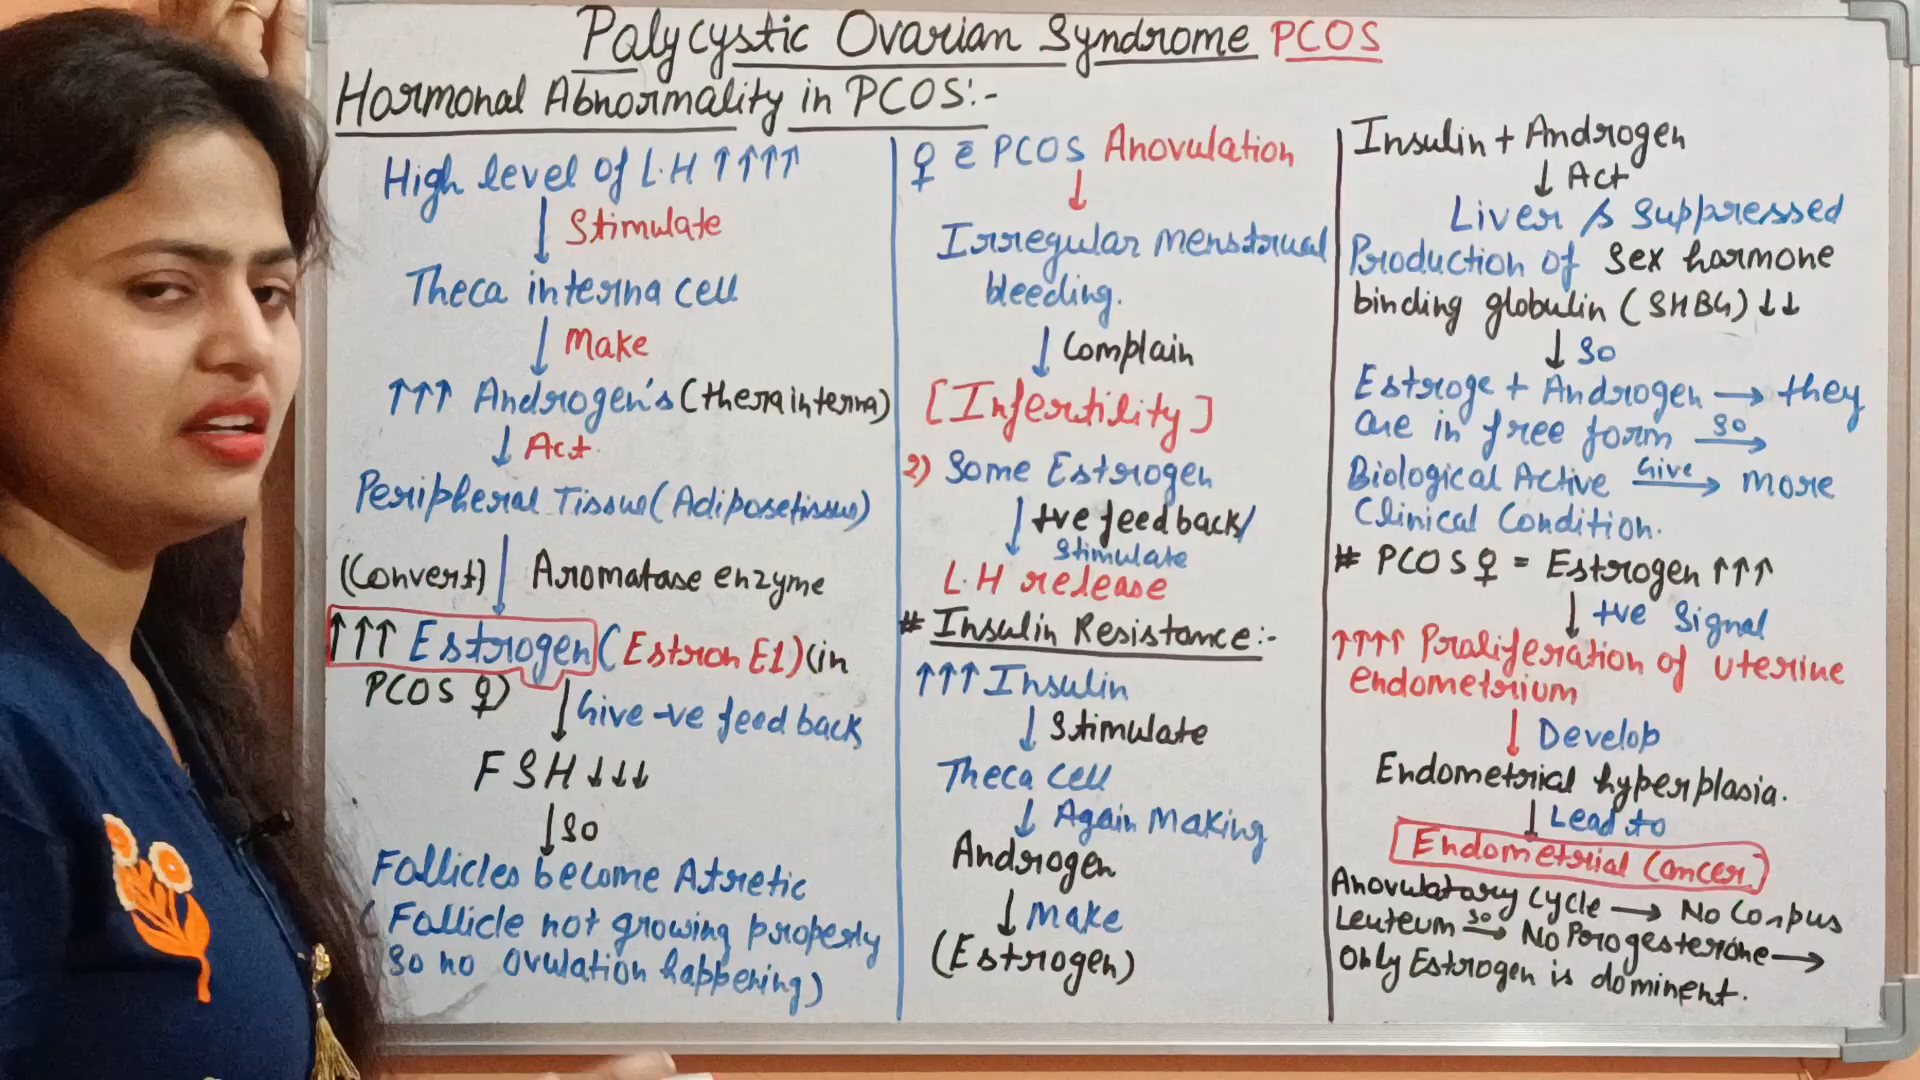 Polycystic Ovarian Syndrome PCOS
Hormonal Abnormality in PCOS:-
High level of L.H ↑↑↑↑
↓ Stimulate
Theca interna cell
↓ Make
↑↑↑ Androgen's (thera interna)
↓ Act
Peripheral Tissue (Adiposetissus)
(Convert) ↓ Aromatase enzyme
↑↑↑ Estrogen (Estron E1) (in
PCOS ♀)
↓ Give -ve feed back
FSH ↓↓↓
↓ So
Follicles become Atretic
(Follicle not growing properly
So no ovulation happening)
♀ c̄ PCOS Anovulation
↓
Irregular menstrual
bleeding.
↓ Complain
[Infertility]
2) Some Estrogen
↓ +ve feed back/
Stimulate
L.H release
# Insulin Resistance:-
↑↑↑ Insulin
↓ Stimulate
Theca cell
↓ Again Making
Androgen
↓ Make
(Estrogen)
Insulin + Androgen
↓ Act
Liver /s Suppressed
Production of Sex hormone
binding globulin (SHBG) ↓↓
↓ So
Estroge + Androgen → they
are in free form So →
Biological Active Give → more
Clinical Condition.
# PCOS ♀ = Estrogen ↑↑↑
↓ +ve Signal
↑↑↑↑ Proliferation of uterine
endometrium
↓ Develop
Endometrial hyperplasia.
↓ Lead to
Endometrial Cancer
Anovulatory Cycle → No Corpus
Leuteum So → No Porogesterone →
Only Estrogen is dominent.